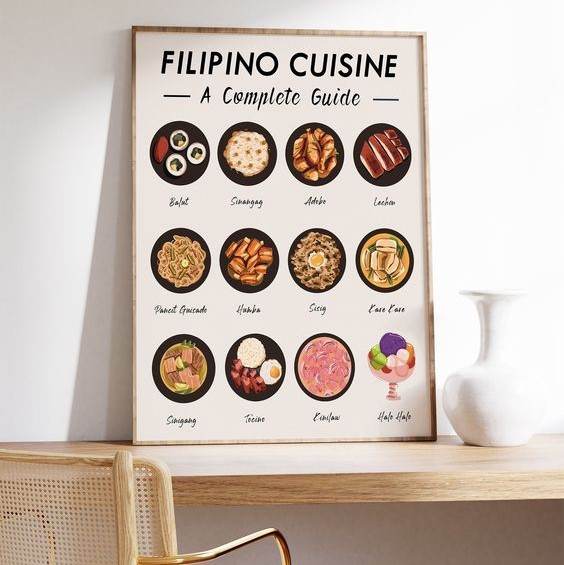 FILIPINO CUISINE
A Complete Guide
Balut Sinangag Adobo Lechon
Pancit Guisado Humba Sisig Kare Kare
Sinigang Tocino Kinilaw Halo Halo